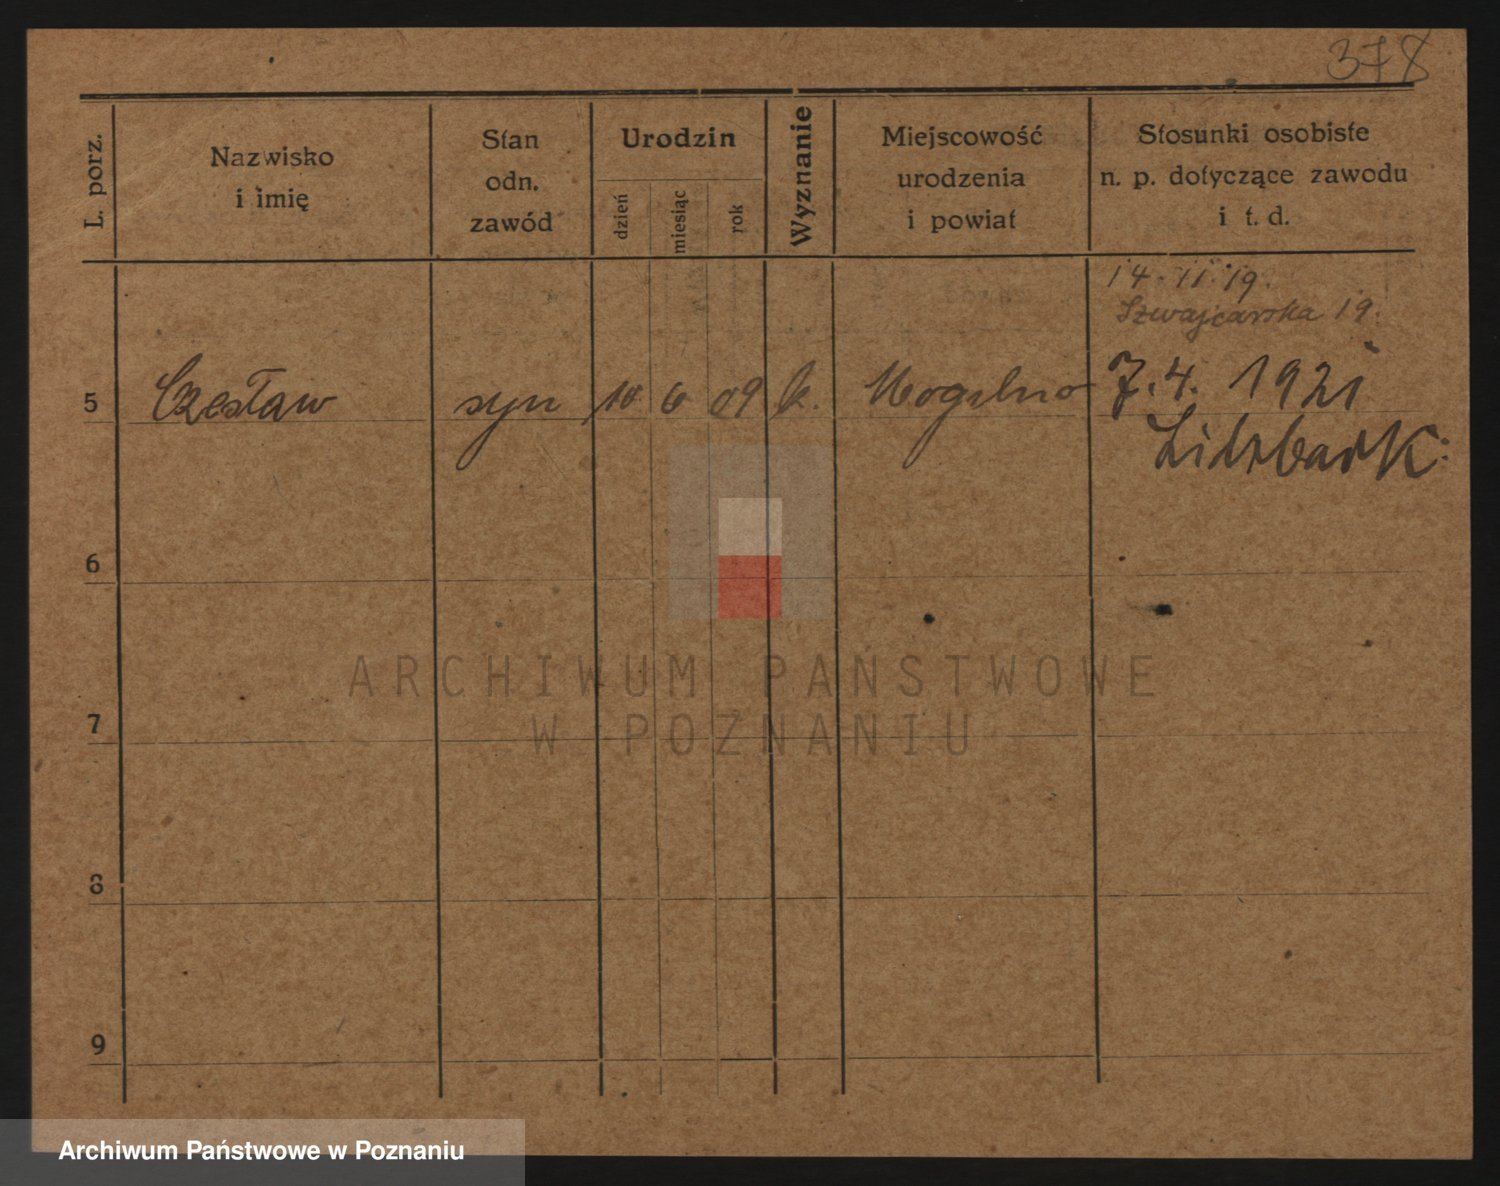 378
L. porz.
Nazwisko
i imię
Stan
odn.
zawód
Urodzin
dzień
miesiąc
rok
Wyznanie
Miejscowość
urodzenia
i powiat
Stosunki osobiste
n. p. dotyczące zawodu
i t. d.
14. 11. 19.
Szwajcarska 19.
5 Czesław syn 10 6 09 k. Mogilno 7. 4. 1921
Lidzbark
6
7
8
9
ARCHIWUM PAŃSTWOWE
W POZNANIU
Archiwum Państwowe w Poznaniu